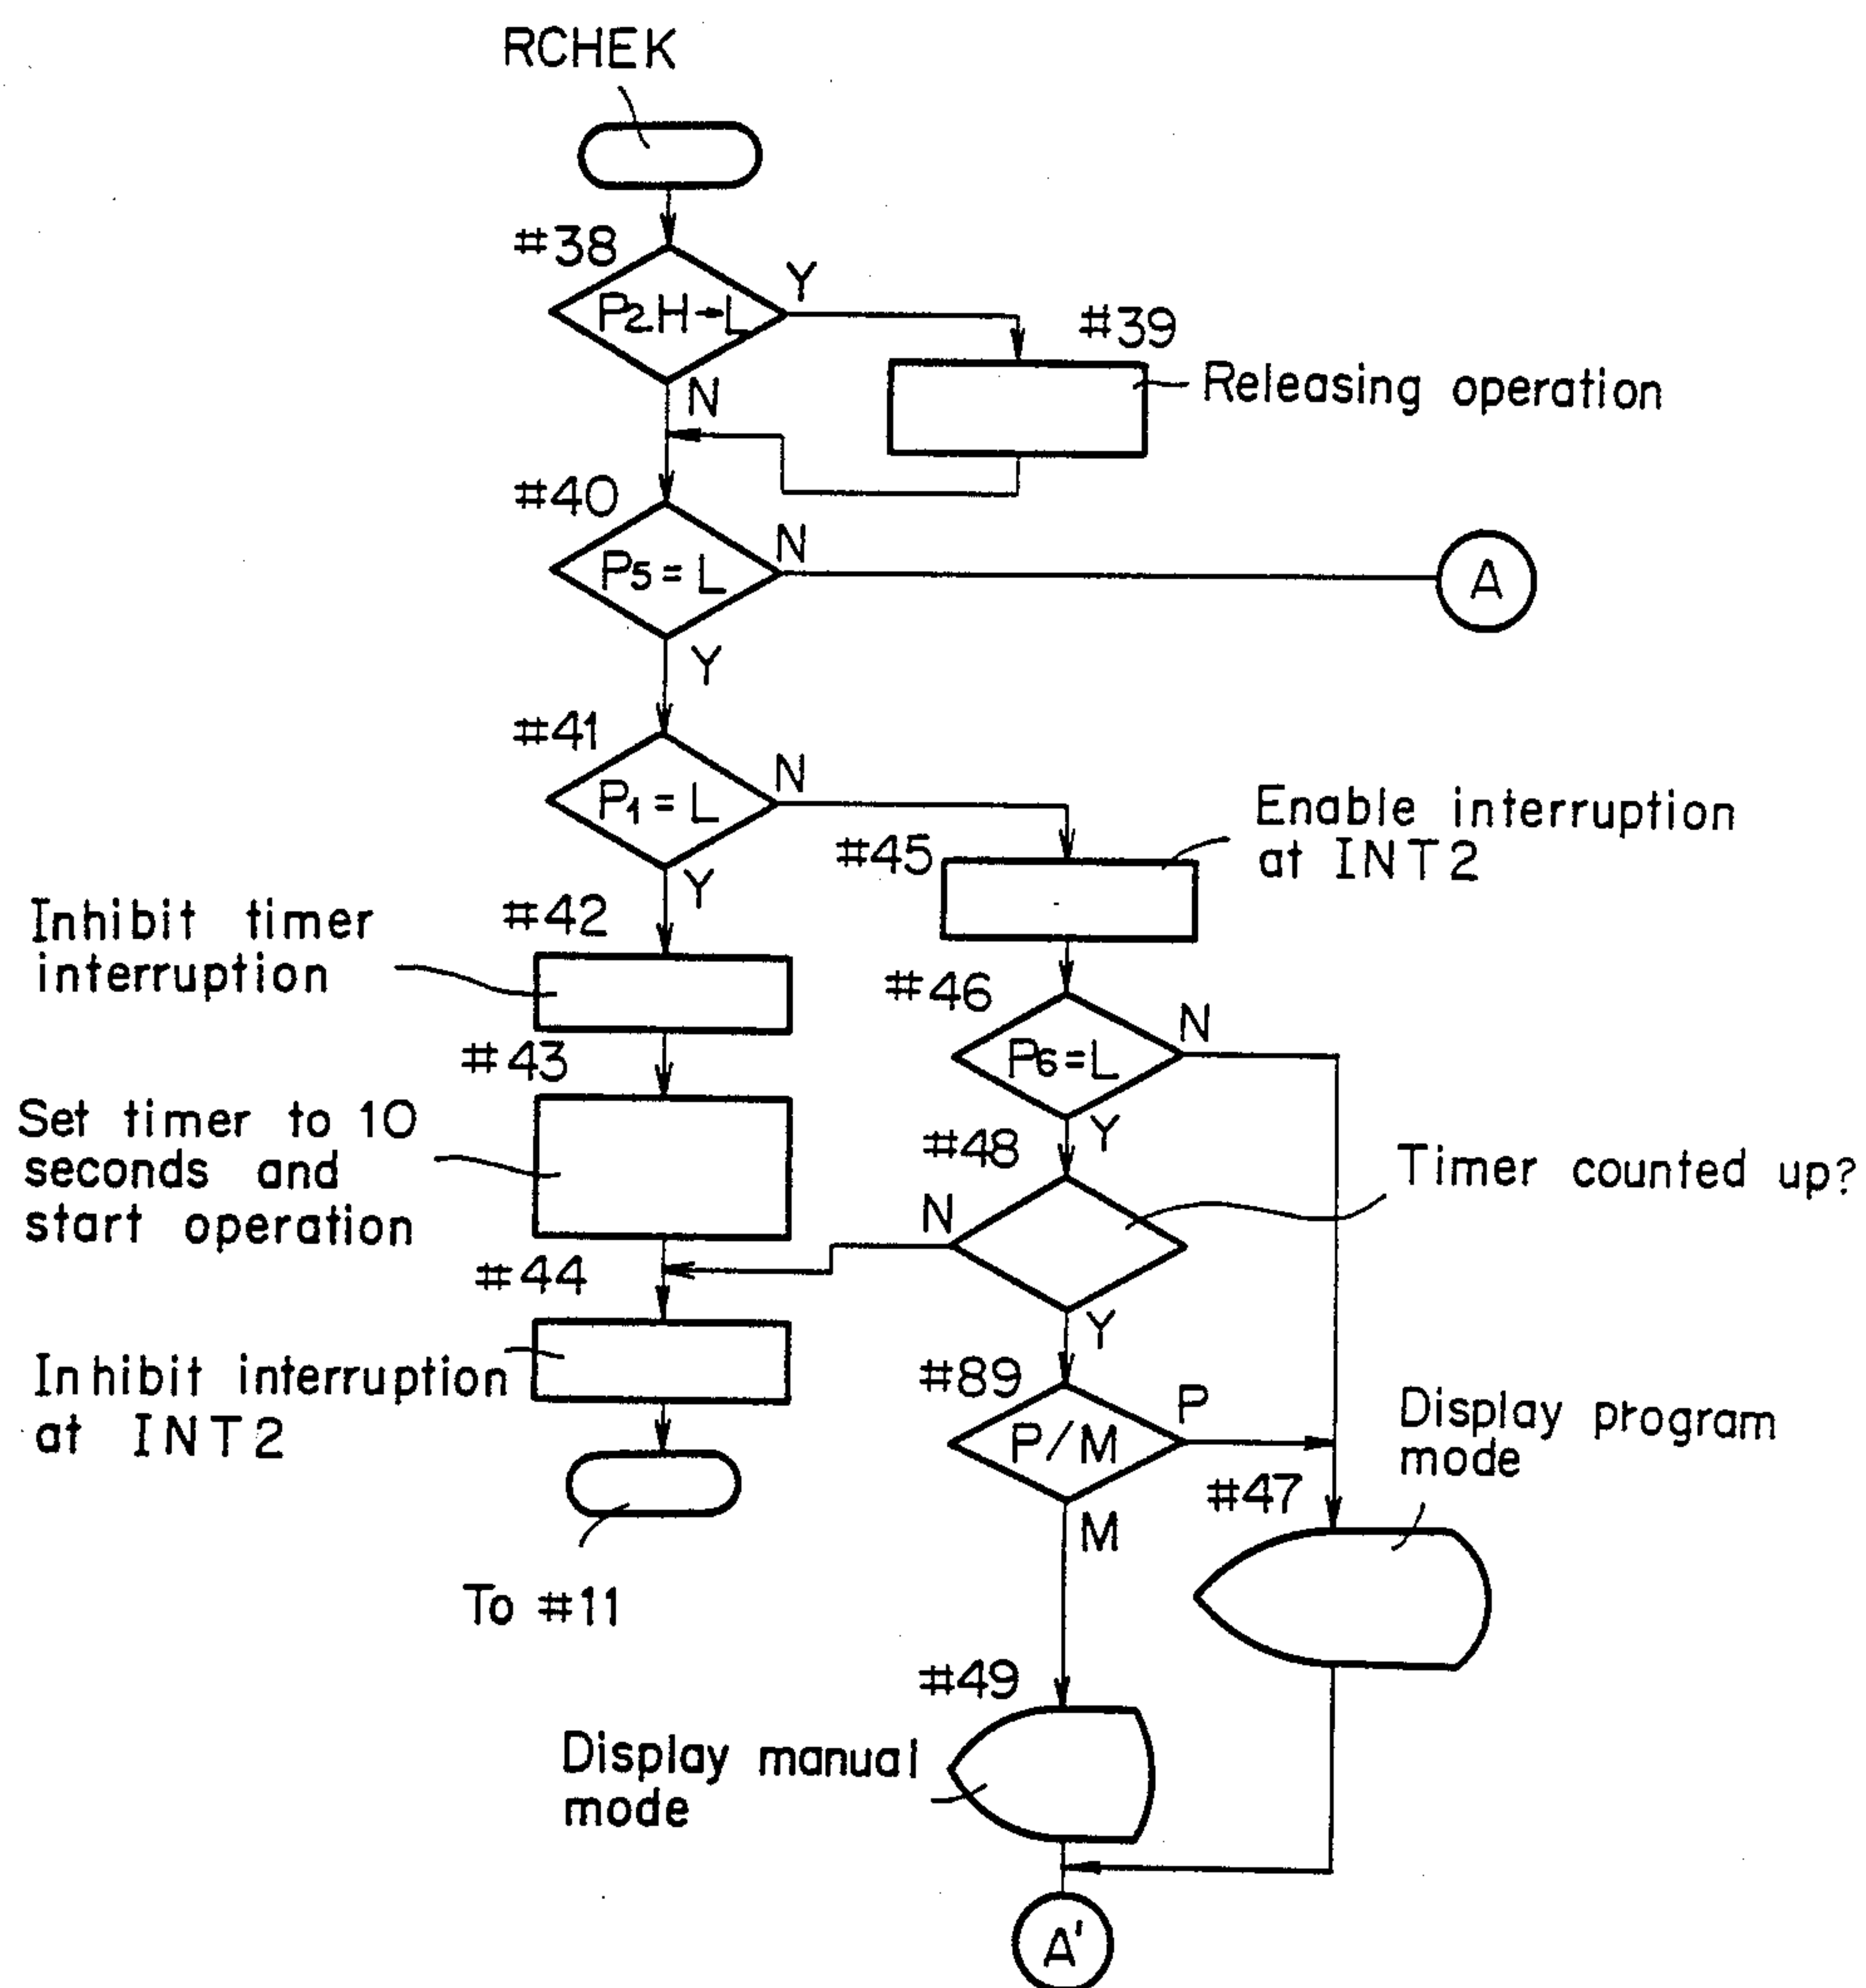 RCHEK
#38
P2 H→L
Y
#39
Releasing operation
N
#40
P5=L
N
A
Y
#41
P1=L
N
Enable interruption
at INT2
#45
Y
Inhibit timer
interruption
#42
#46
P6=L
N
#43
Y
Set timer to 10
seconds and
start operation
#48
Timer counted up?
N
#44
Y
Inhibit interruption
at INT2
#89
P/M
P
Display program
mode
#47
M
To #11
#49
Display manual
mode
A'